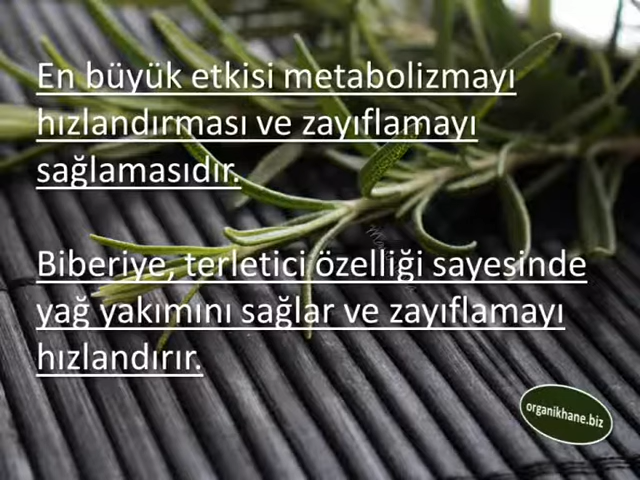 En büyük etkisi metabolizmayı
hızlandırması ve zayıflamayı
sağlamasıdır.
Biberiye, terletici özelliği sayesinde
yağ yakımını sağlar ve zayıflamayı
hızlandırır.
organikhane.biz